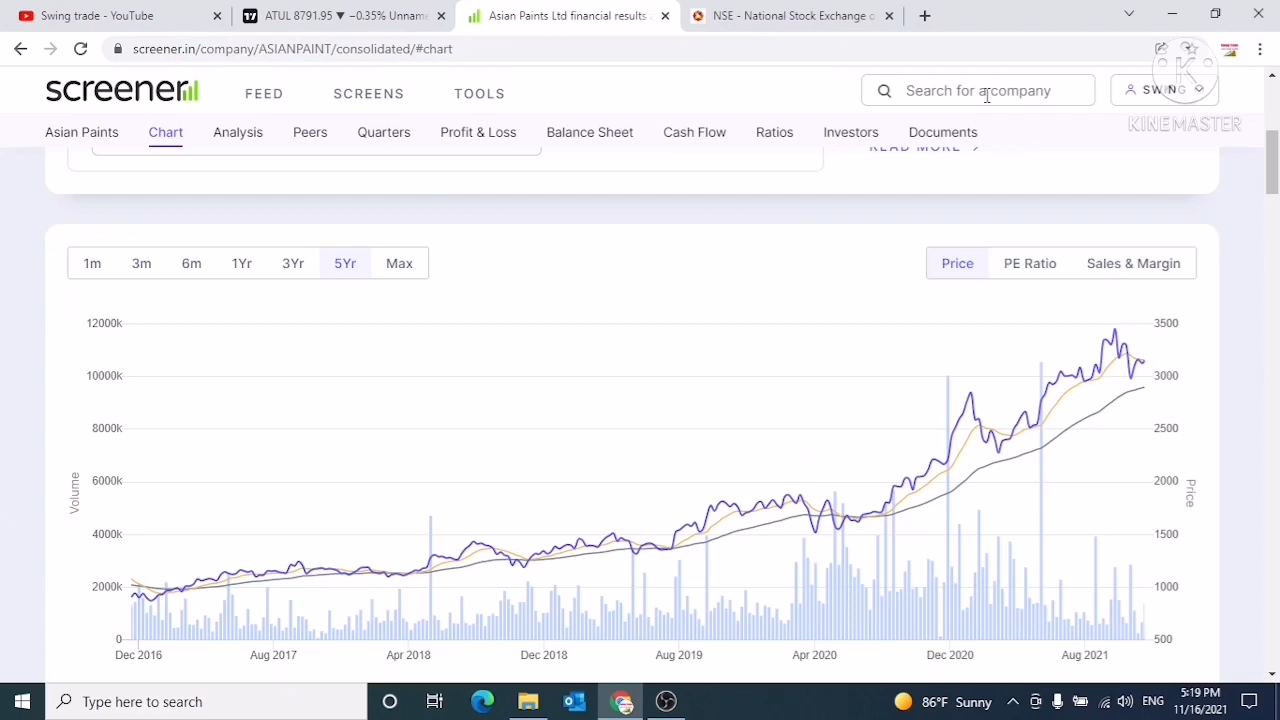 Swing trade - YouTube
ATUL 8791.95 ▼ −0.35% Unname
Asian Paints Ltd financial results
NSE - National Stock Exchange o
screener.in/company/ASIANPAINT/consolidated/#chart
screener
FEED
SCREENS
TOOLS
Search for a company
SWING
KINEMASTER
Asian Paints
Chart
Analysis
Peers
Quarters
Profit & Loss
Balance Sheet
Cash Flow
Ratios
Investors
Documents
READ MORE
1m
3m
6m
1Yr
3Yr
5Yr
Max
Price
PE Ratio
Sales & Margin
12000k
3500
10000k
3000
8000k
2500
6000k
2000
4000k
1500
2000k
1000
0
500
Volume
Price
Dec 2016
Aug 2017
Apr 2018
Dec 2018
Aug 2019
Apr 2020
Dec 2020
Aug 2021
Type here to search
86°F Sunny
5:19 PM
11/16/2021